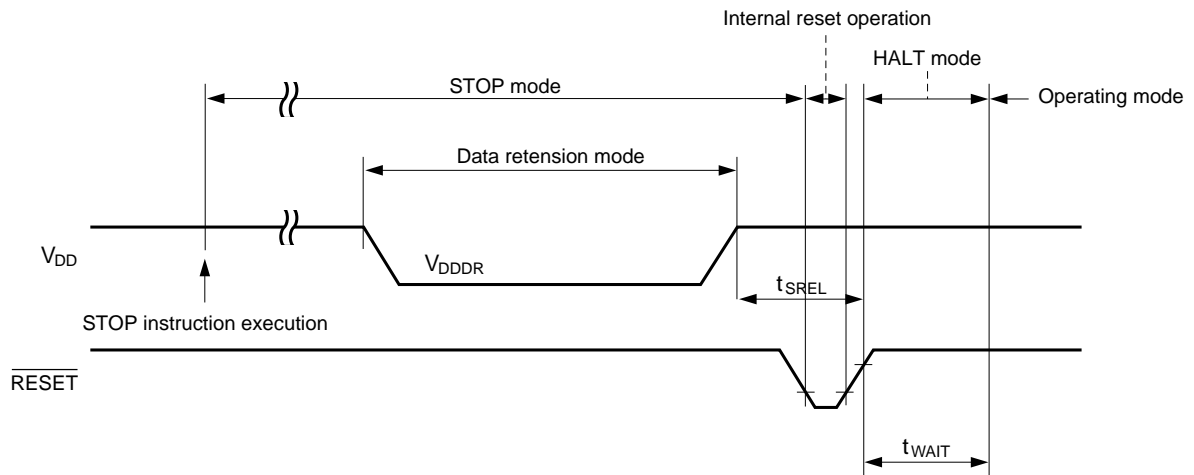 Internal reset operation
HALT mode
STOP mode
Operating mode
Data retension mode
VDD
VDDDR
tSREL
STOP instruction execution
RESET
tWAIT